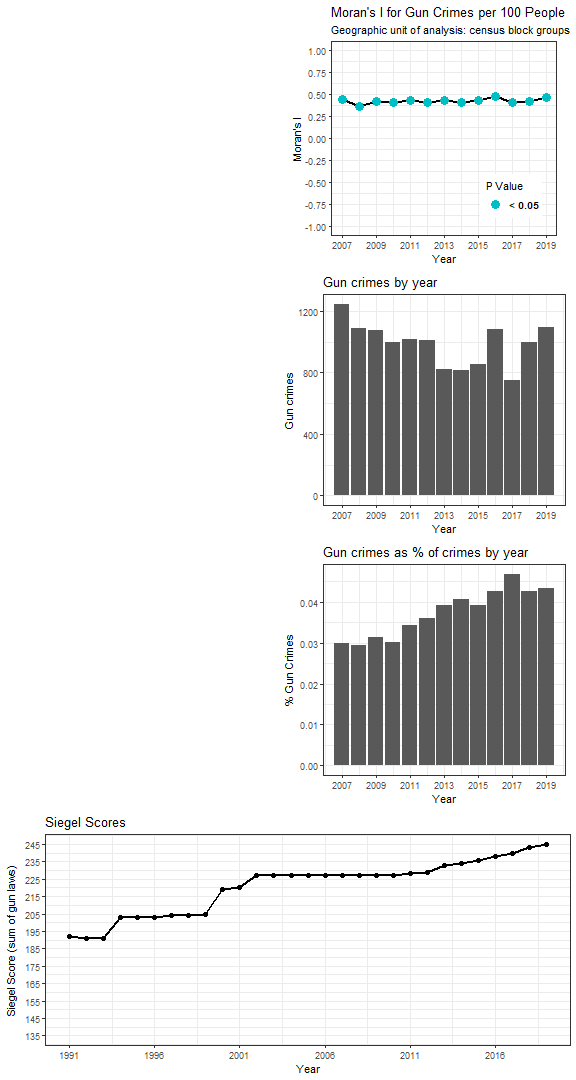 Moran's I for Gun Crimes per 100 People
Geographic unit of analysis: census block groups
1.00
0.75
0.50
0.25
0.00
-0.25
-0.50
-0.75
-1.00
Moran's I
P Value
< 0.05
2007 2009 2011 2013 2015 2017 2019
Year
Gun crimes by year
1200
800
400
0
Gun crimes
2007 2009 2011 2013 2015 2017 2019
Year
Gun crimes as % of crimes by year
0.04
0.03
0.02
0.01
0.00
% Gun Crimes
2007 2009 2011 2013 2015 2017 2019
Year
Siegel Scores
245
235
225
215
205
195
185
175
165
155
145
135
Siegel Score (sum of gun laws)
1991 1996 2001 2006 2011 2016
Year